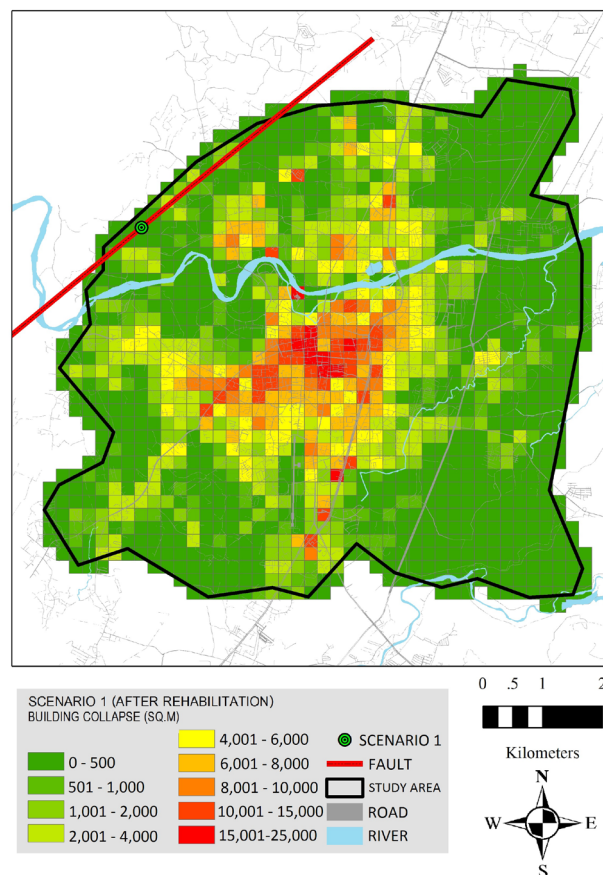 SCENARIO 1 (AFTER REHABILITATION)
BUILDING COLLAPSE (SQ.M)
0 - 500
501 - 1,000
1,001 - 2,000
2,001 - 4,000
4,001 - 6,000
6,001 - 8,000
8,001 - 10,000
10,001 - 15,000
15,001-25,000
SCENARIO 1
FAULT
STUDY AREA
ROAD
RIVER
0 .5 1 2
Kilometers
N
W E
S